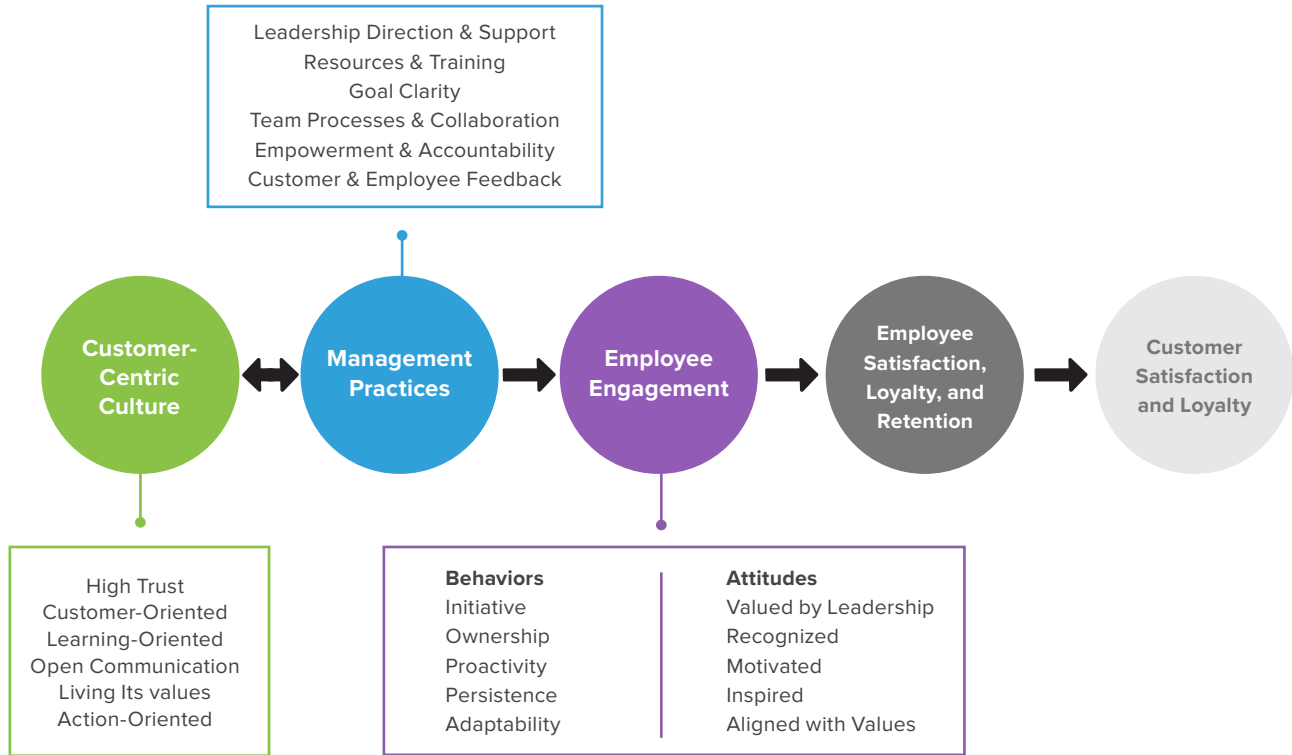 Leadership Direction & Support
Resources & Training
Goal Clarity
Team Processes & Collaboration
Empowerment & Accountability
Customer & Employee Feedback
Customer-
Centric
Culture
Management
Practices
Employee
Engagement
Employee
Satisfaction,
Loyalty, and
Retention
Customer
Satisfaction
and Loyalty
High Trust
Customer-Oriented
Learning-Oriented
Open Communication
Living Its values
Action-Oriented
Behaviors
Initiative
Ownership
Proactivity
Persistence
Adaptability
Attitudes
Valued by Leadership
Recognized
Motivated
Inspired
Aligned with Values